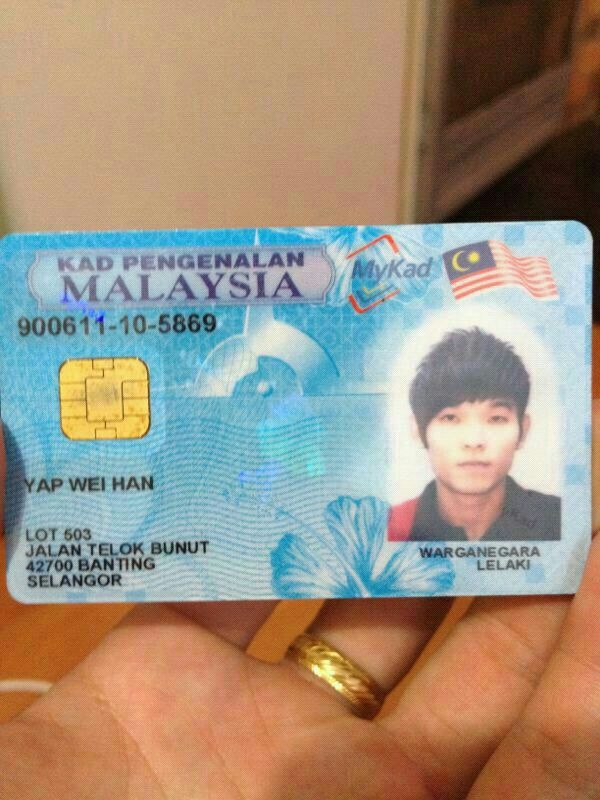 KAD PENGENALAN
MALAYSIA
MyKad
900611-10-5869
YAP WEI HAN
LOT 503
JALAN TELOK BUNUT
42700 BANTING
SELANGOR
WARGANEGARA
LELAKI